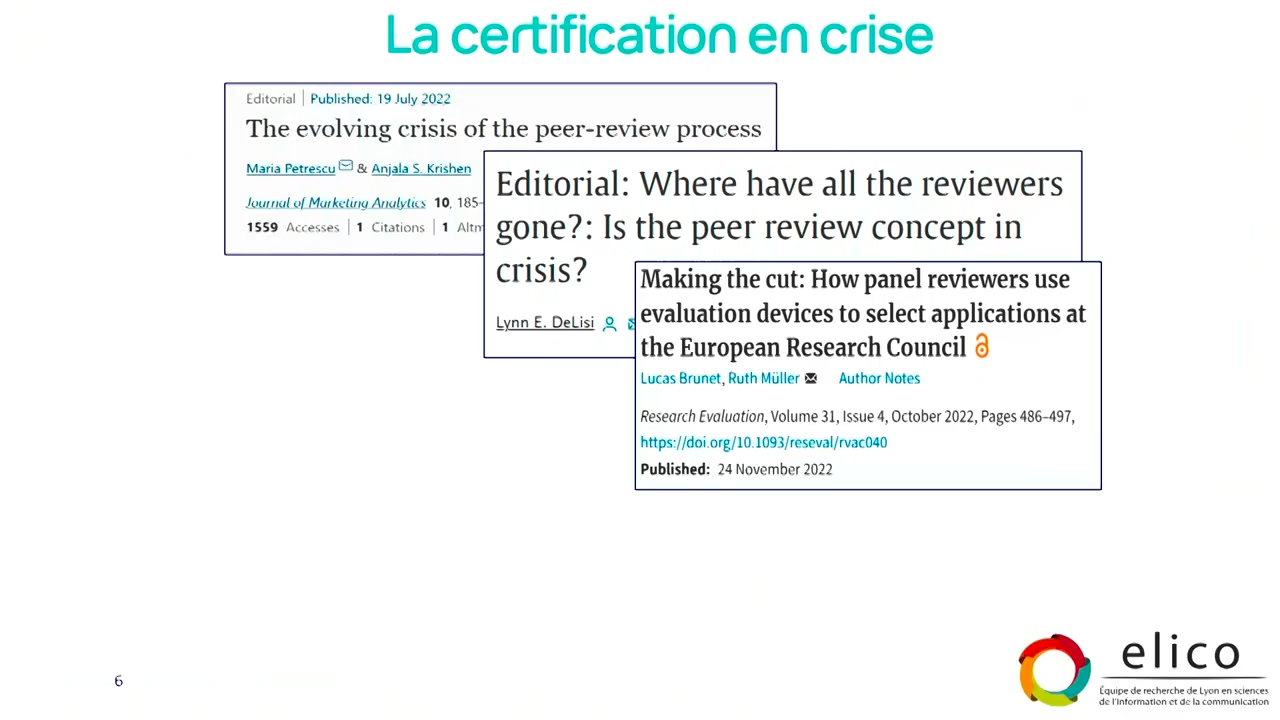 La certification en crise
Editorial | Published: 19 July 2022
The evolving crisis of the peer-review process
Maria Petrescu & Anjala S. Krishen
Journal of Marketing Analytics 10, 185–
1559 Accesses | 1 Citations | 1 Altm
Editorial: Where have all the reviewers
gone?: Is the peer review concept in
crisis?
Lynn E. DeLisi
Making the cut: How panel reviewers use
evaluation devices to select applications at
the European Research Council
Lucas Brunet, Ruth Müller Author Notes
Research Evaluation, Volume 31, Issue 4, October 2022, Pages 486–497,
https://doi.org/10.1093/reseval/rvac040
Published: 24 November 2022
6
elico
Équipe de recherche de Lyon en sciences
de l'Information et de la communication